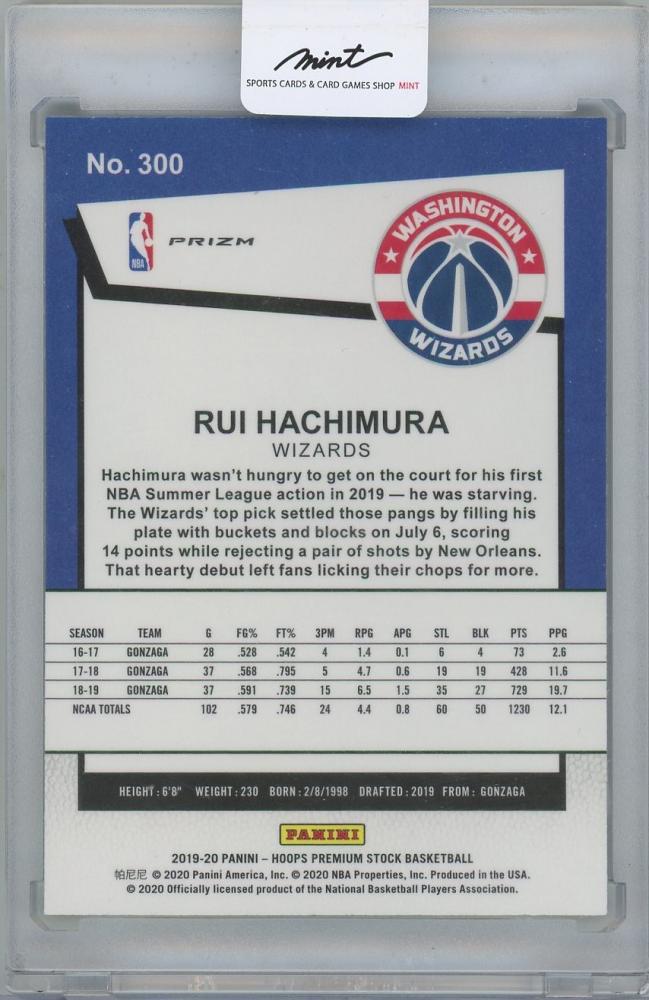 mint
SPORTS CARDS & CARD GAMES SHOP MINT
No. 300
NBA
PRIZM
WASHINGTON
WIZARDS
RUI HACHIMURA
WIZARDS
Hachimura wasn't hungry to get on the court for his first
NBA Summer League action in 2019 — he was starving.
The Wizards' top pick settled those pangs by filling his
plate with buckets and blocks on July 6, scoring
14 points while rejecting a pair of shots by New Orleans.
That hearty debut left fans licking their chops for more.
SEASON TEAM G FG% FT% 3PM RPG APG STL BLK PTS PPG
16-17 GONZAGA 28 .528 .542 4 1.4 0.1 6 4 73 2.6
17-18 GONZAGA 37 .568 .795 5 4.7 0.6 19 19 428 11.6
18-19 GONZAGA 37 .591 .739 15 6.5 1.5 35 27 729 19.7
NCAA TOTALS 102 .579 .746 24 4.4 0.8 60 50 1230 12.1
HEIGHT: 6'8" WEIGHT: 230 BORN: 2/8/1998 DRAFTED: 2019 FROM: GONZAGA
PANINI
2019-20 PANINI – HOOPS PREMIUM STOCK BASKETBALL
帕尼尼 © 2020 Panini America, Inc. © 2020 NBA Properties, Inc. Produced in the USA.
© 2020 Officially licensed product of the National Basketball Players Association.